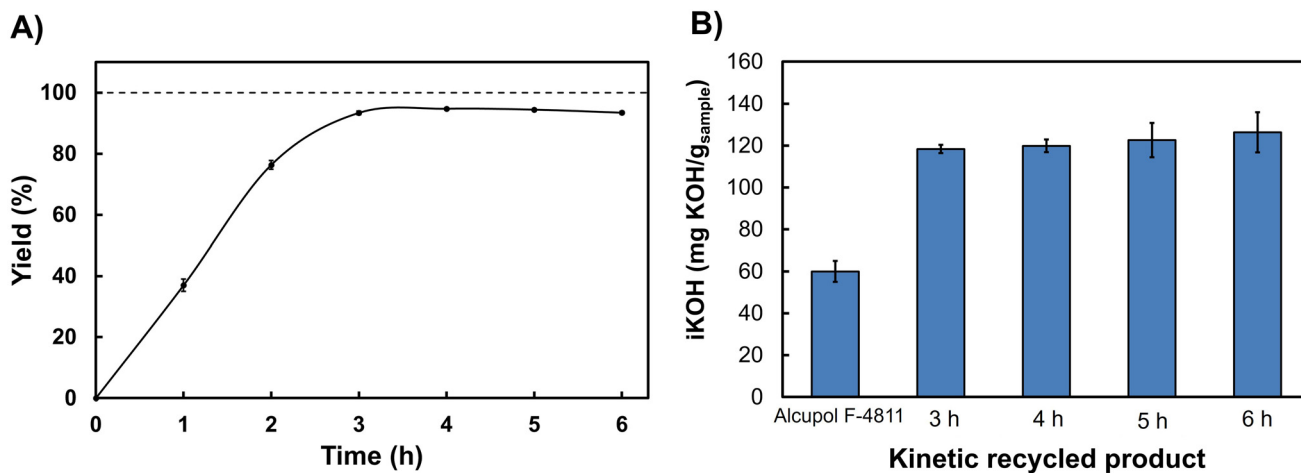 A)
100
80
60
40
20
0
0 1 2 3 4 5 6
Yield (%)
Time (h)
B)
160
140
120
100
80
60
40
20
0
iKOH (mg KOH/gsample)
Alcupol F-4811 3 h 4 h 5 h 6 h
Kinetic recycled product